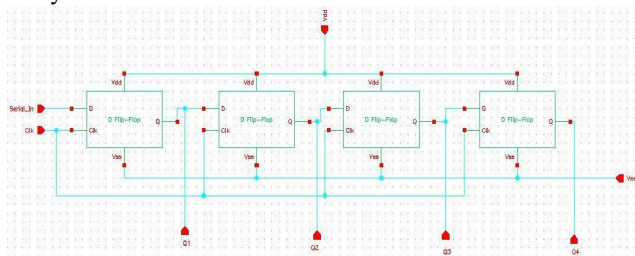 Vdd
Vdd Vdd Vdd Vdd
Serial_In D D D D
D Flip-Flop Q D Flip-Flop Q D Flip-Flop Q D Flip-Flop Q
Clk Clk Clk Clk Clk
Vss Vss Vss Vss
Q1 Q2 Q3 Q4